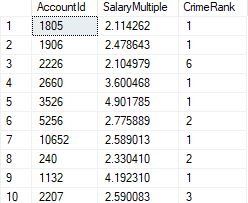 AccountId SalaryMultiple CrimeRank
1 1805 2.114262 1
2 1906 2.478643 1
3 2226 2.104979 6
4 2660 3.600468 1
5 3526 4.901785 1
6 5256 2.775889 2
7 10652 2.589013 1
8 240 2.330410 2
9 1132 4.192310 1
10 2207 2.590083 3